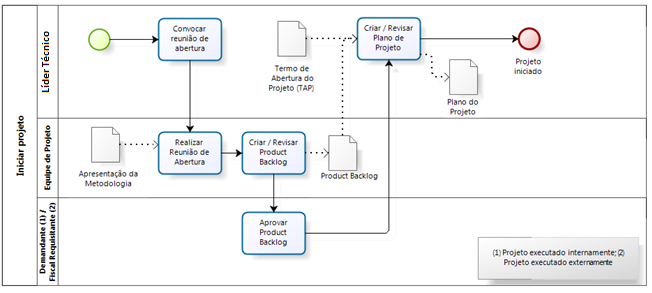 Iniciar projeto
Líder Técnico
Convocar
reunião de
abertura
Termo de
Abertura do
Projeto (TAP)
Criar / Revisar
Plano de
Projeto
Plano do
Projeto
Projeto
iniciado
Equipe de Projeto
Apresentação da
Metodologia
Realizar
Reunião de
Abertura
Criar / Revisar
Product
Backlog
Product Backlog
Demandante (1) /
Fiscal Requisitante (2)
Aprovar
Product
Backlog
(1) Projeto executado internamente; (2)
Projeto executado externamente